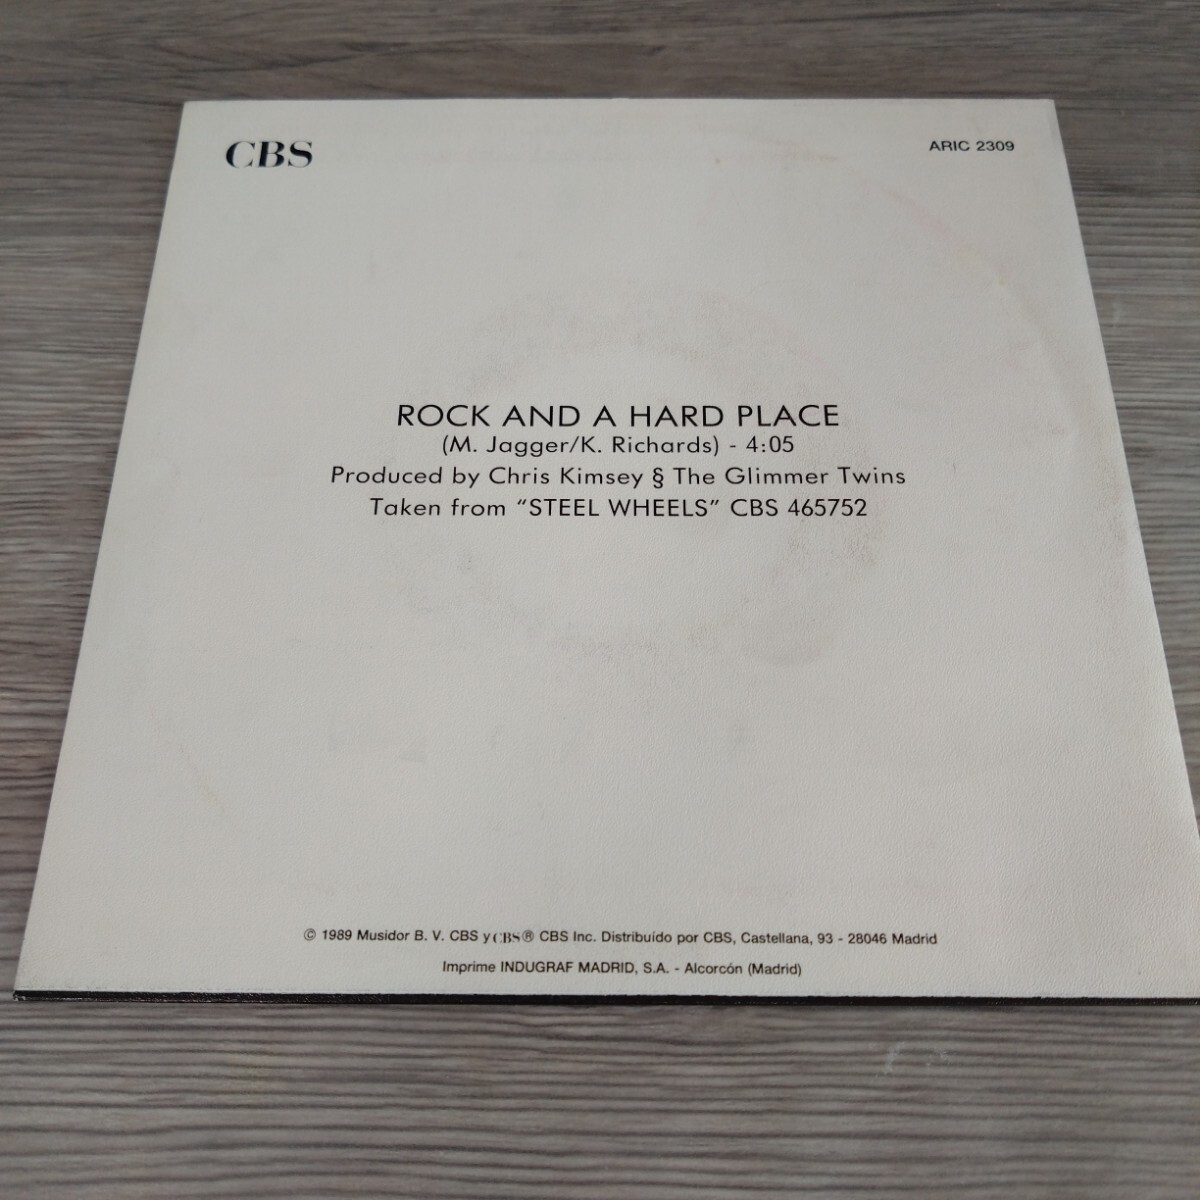 CBS
ARIC 2309
ROCK AND A HARD PLACE
(M. Jagger/K. Richards) - 4:05
Produced by Chris Kimsey § The Glimmer Twins
Taken from “STEEL WHEELS” CBS 465752
© 1989 Musidor B. V. CBS y CBS® CBS Inc. Distribuído por CBS, Castellana, 93 - 28046 Madrid
Imprime INDUGRAF MADRID, S.A. - Alcorcón (Madrid)